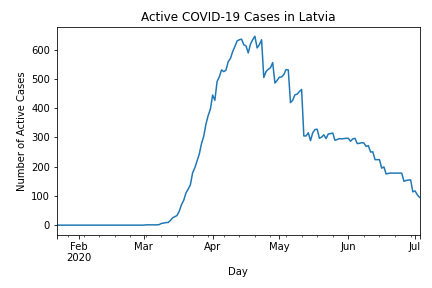 Active COVID-19 Cases in Latvia
Number of Active Cases
600
500
400
300
200
100
0
Feb Mar Apr May Jun Jul
2020
Day